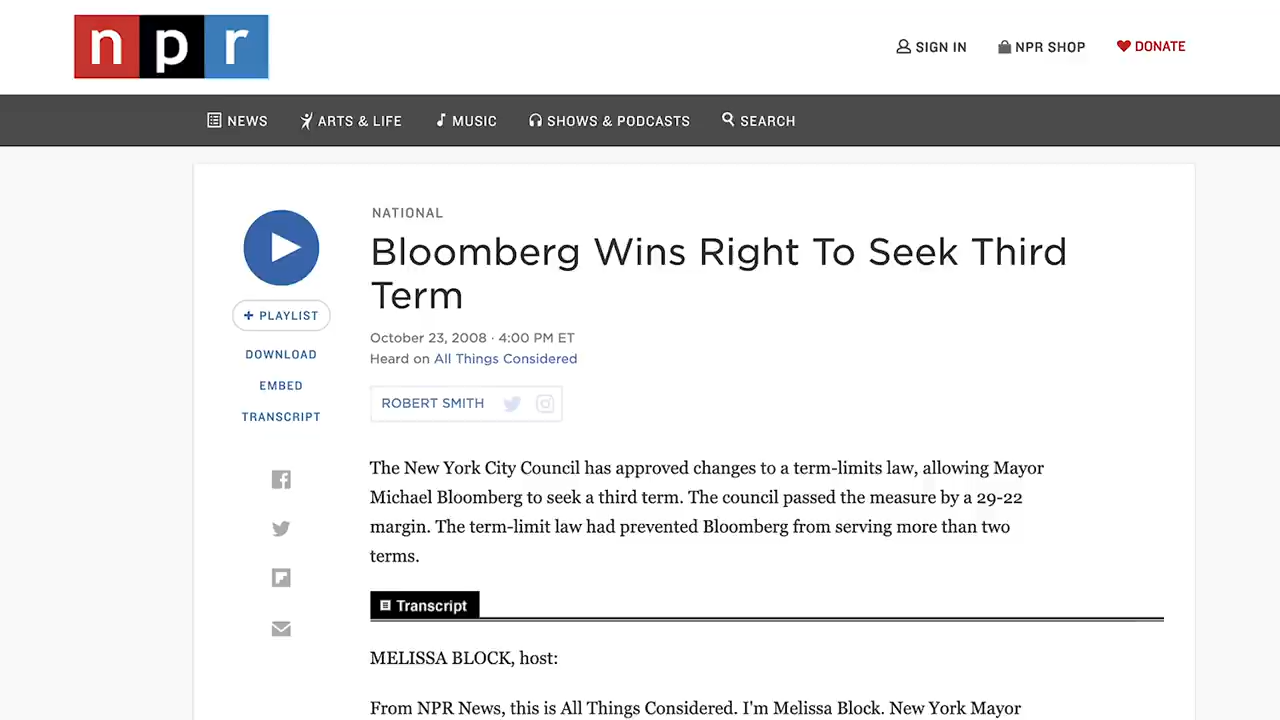 npr
SIGN IN
NPR SHOP
DONATE
NEWS
ARTS & LIFE
MUSIC
SHOWS & PODCASTS
SEARCH
NATIONAL
Bloomberg Wins Right To Seek Third
Term
October 23, 2008 · 4:00 PM ET
Heard on All Things Considered
+ PLAYLIST
DOWNLOAD
EMBED
TRANSCRIPT
ROBERT SMITH
The New York City Council has approved changes to a term-limits law, allowing Mayor
Michael Bloomberg to seek a third term. The council passed the measure by a 29-22
margin. The term-limit law had prevented Bloomberg from serving more than two
terms.
Transcript
MELISSA BLOCK, host:
From NPR News, this is All Things Considered. I'm Melissa Block. New York Mayor